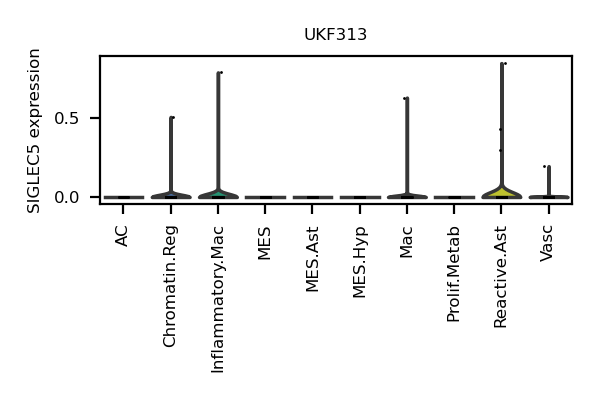 UKF313
SIGLEC5 expression
0.5
0.0
AC
Chromatin.Reg
Inflammatory.Mac
MES
MES.Ast
MES.Hyp
Mac
Prolif.Metab
Reactive.Ast
Vasc